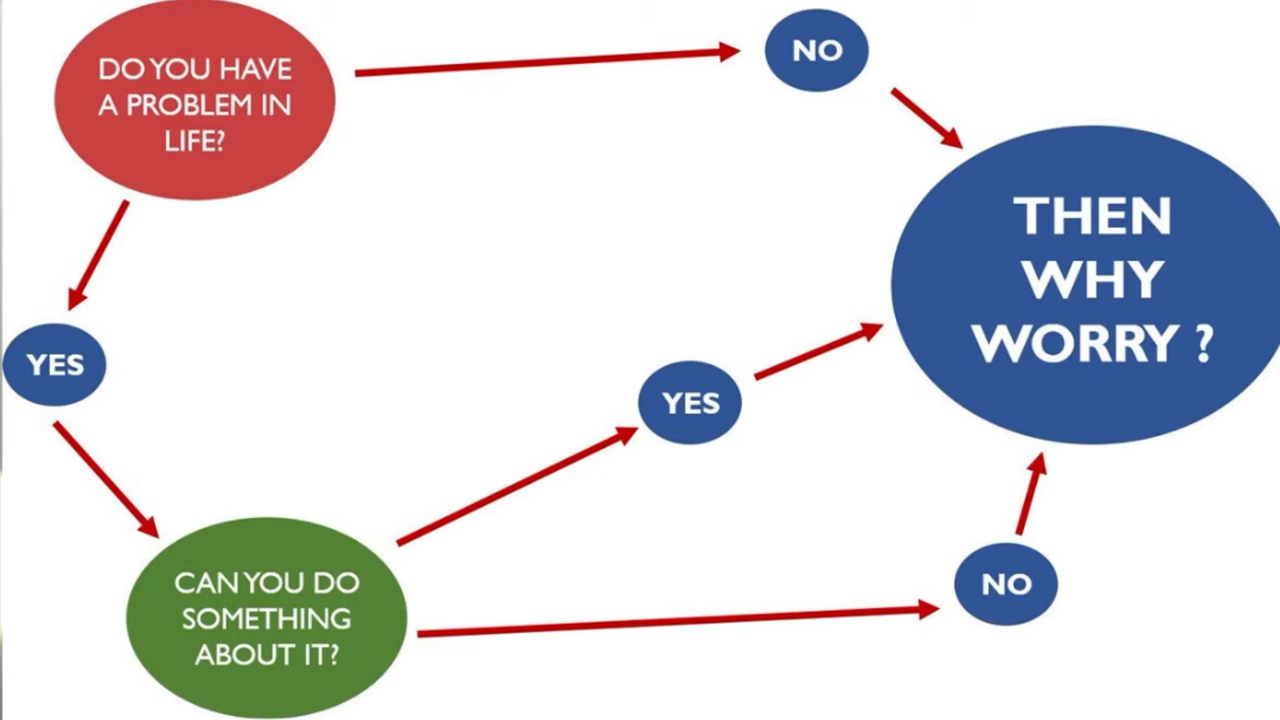 DO YOU HAVE
A PROBLEM IN
LIFE?
NO
THEN
WHY
WORRY ?
YES
YES
CAN YOU DO
SOMETHING
ABOUT IT?
NO